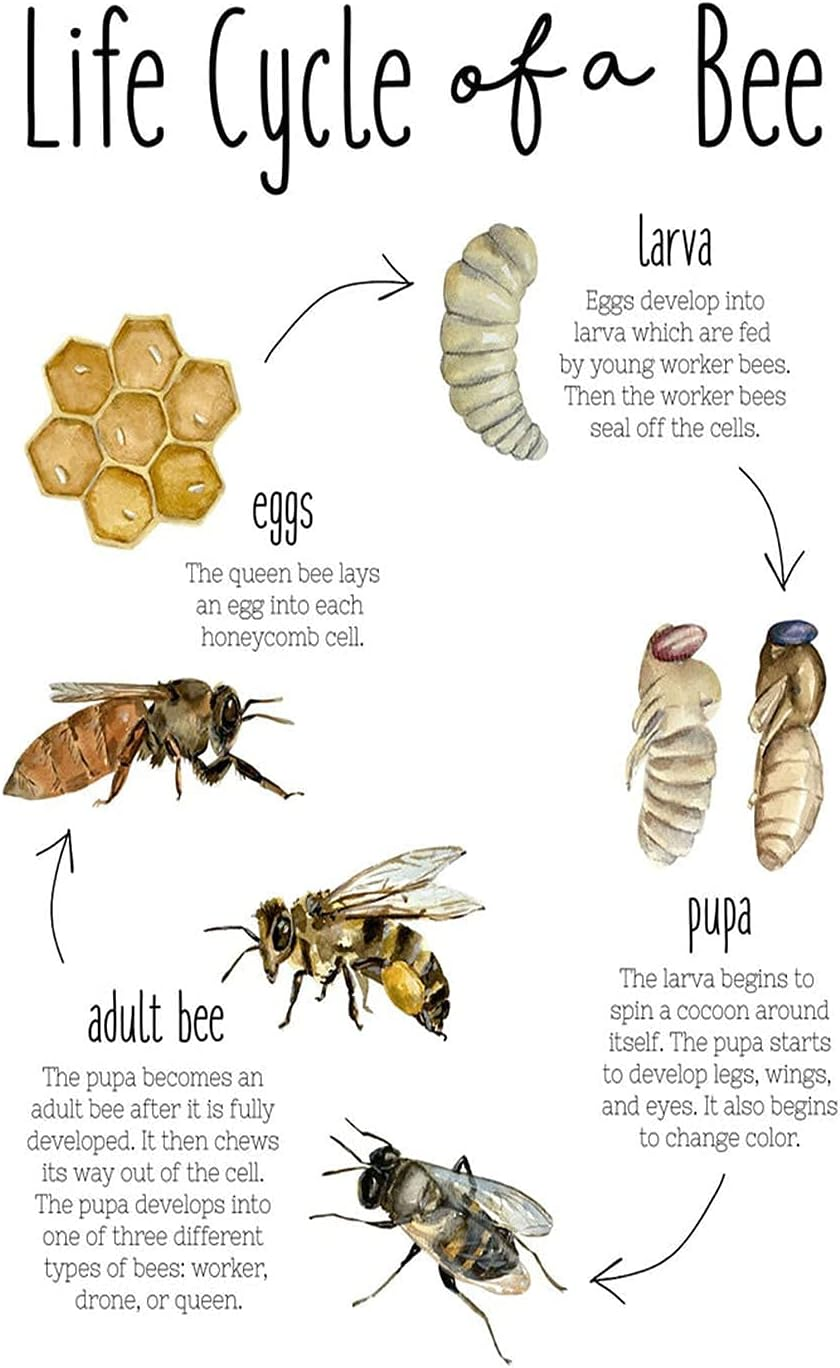 Life Cycle of a Bee
larva
Eggs develop into
larva which are fed
by young worker bees.
Then the worker bees
seal off the cells.
eggs
The queen bee lays
an egg into each
honeycomb cell.
pupa
The larva begins to
spin a cocoon around
itself. The pupa starts
to develop legs, wings,
and eyes. It also begins
to change color.
adult bee
The pupa becomes an
adult bee after it is fully
developed. It then chews
its way out of the cell.
The pupa develops into
one of three different
types of bees: worker,
drone, or queen.